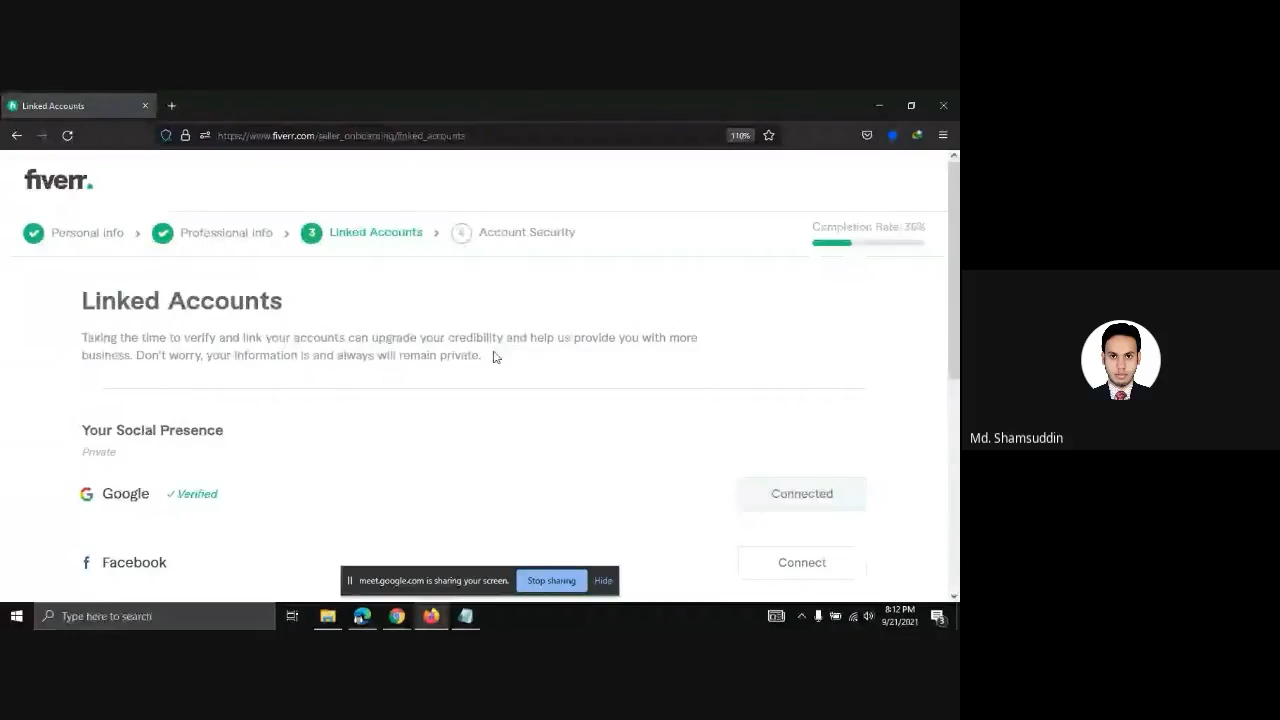 Linked Accounts
https://www.fiverr.com/seller_onboarding/linked_accounts
110%
fiverr.
Personal Info
Professional Info
3 Linked Accounts
4 Account Security
Completion Rate: 35%
Linked Accounts
Taking the time to verify and link your accounts can upgrade your credibility and help us provide you with more
business. Don't worry, your information is and always will remain private.
Your Social Presence
Private
Google ✓ Verified
Connected
Facebook
Connect
meet.google.com is sharing your screen.
Stop sharing
Hide
Type here to search
8:12 PM
9/21/2021
3
Md. Shamsuddin